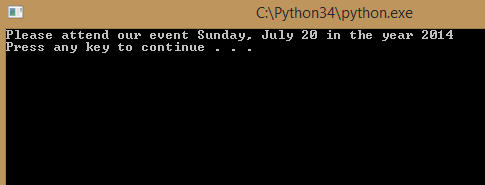 C:\Python34\python.exe
Please attend our event Sunday, July 20 in the year 2014
Press any key to continue . . .